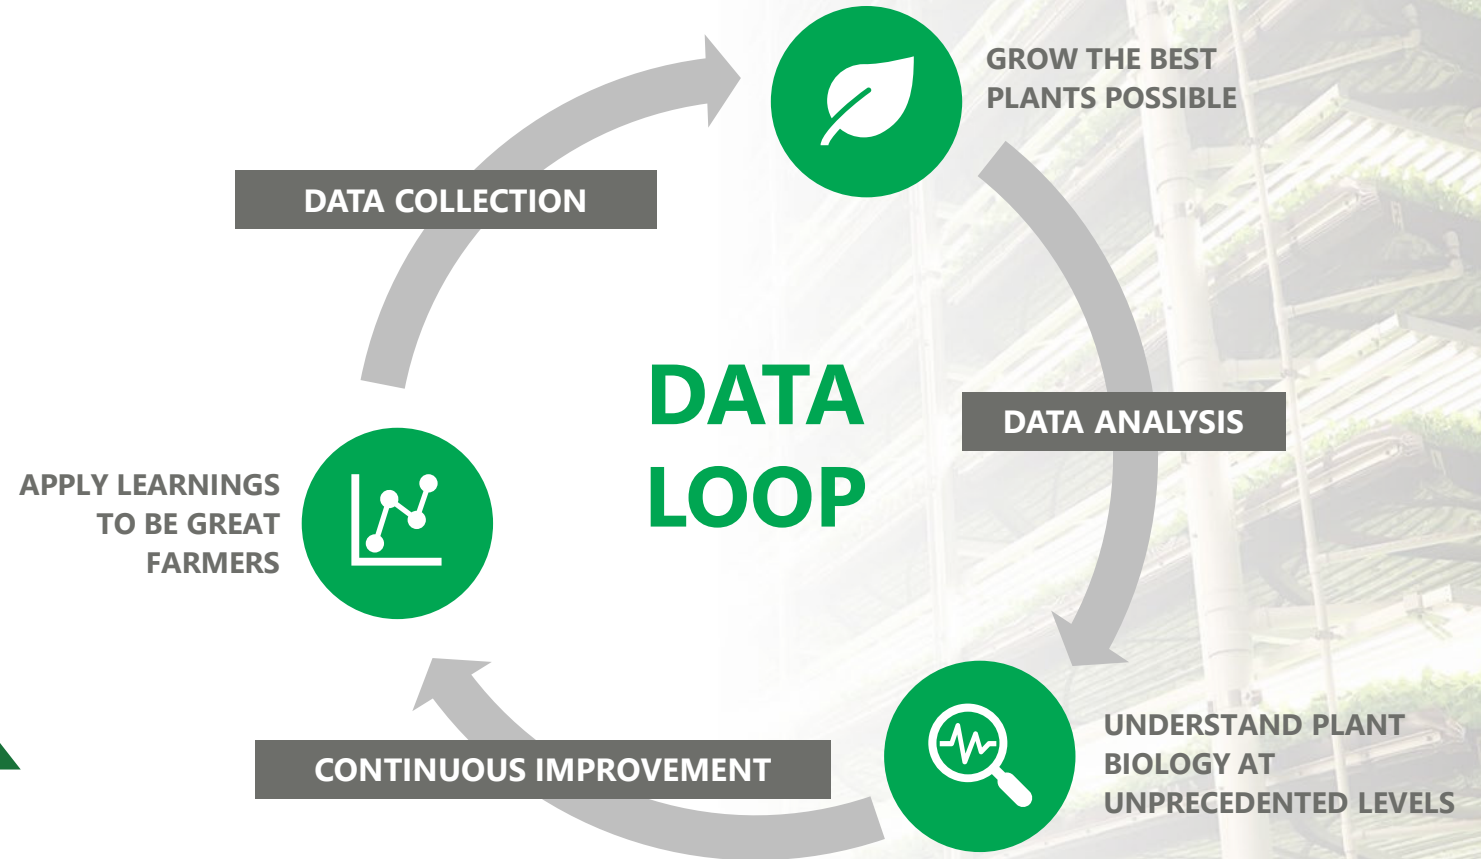 GROW THE BEST
PLANTS POSSIBLE
DATA COLLECTION
DATA
LOOP
DATA ANALYSIS
APPLY LEARNINGS
TO BE GREAT
FARMERS
UNDERSTAND PLANT
BIOLOGY AT
UNPRECEDENTED LEVELS
CONTINUOUS IMPROVEMENT